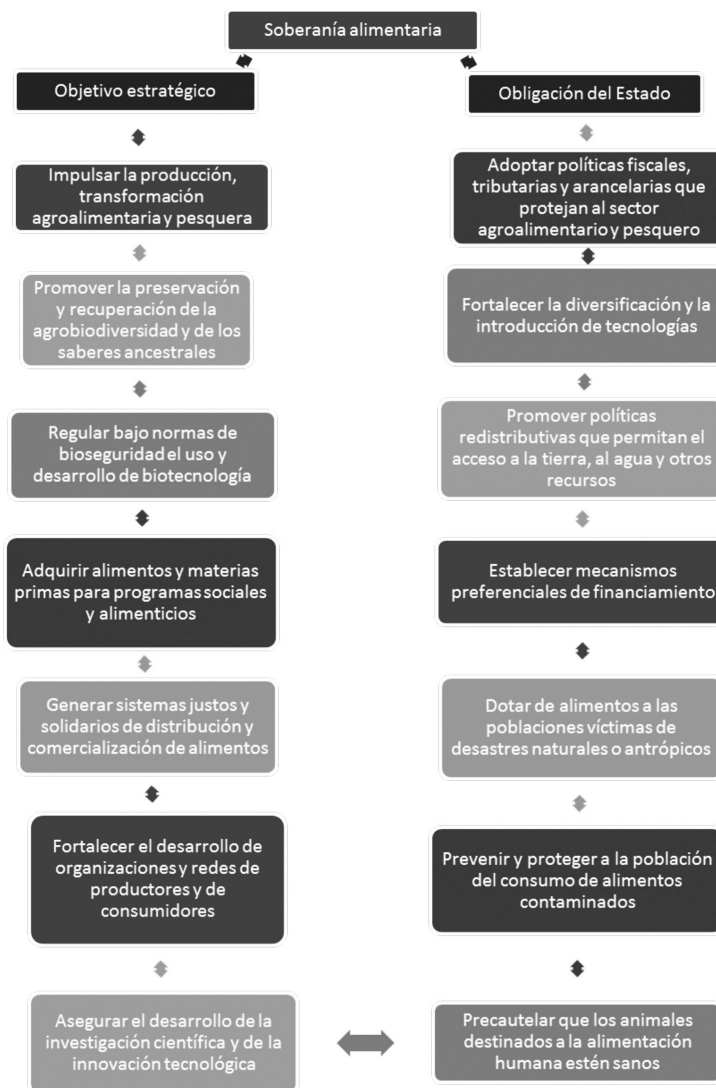 Soberanía alimentaria
Objetivo estratégico
Impulsar la producción,
transformación
agroalimentaria y pesquera
Promover la preservación
y recuperación de la
agrobiodiversidad y de los
saberes ancestrales
Regular bajo normas de
bioseguridad el uso y
desarrollo de biotecnología
Adquirir alimentos y materias
primas para programas sociales
y alimenticios
Generar sistemas justos y
solidarios de distribución y
comercialización de alimentos
Fortalecer el desarrollo de
organizaciones y redes de
productores y de
consumidores
Asegurar el desarrollo de la
investigación científica y de la
innovación tecnológica
Obligación del Estado
Adoptar políticas fiscales,
tributarias y arancelarias que
protejan al sector
agroalimentario y pesquero
Fortalecer la diversificación y la
introducción de tecnologías
Promover políticas
redistributivas que permitan el
acceso a la tierra, al agua y otros
recursos
Establecer mecanismos
preferenciales de financiamiento
Dotar de alimentos a las
poblaciones víctimas de
desastres naturales o antrópicos
Prevenir y proteger a la población
del consumo de alimentos
contaminados
Precautelar que los animales
destinados a la alimentación
humana estén sanos